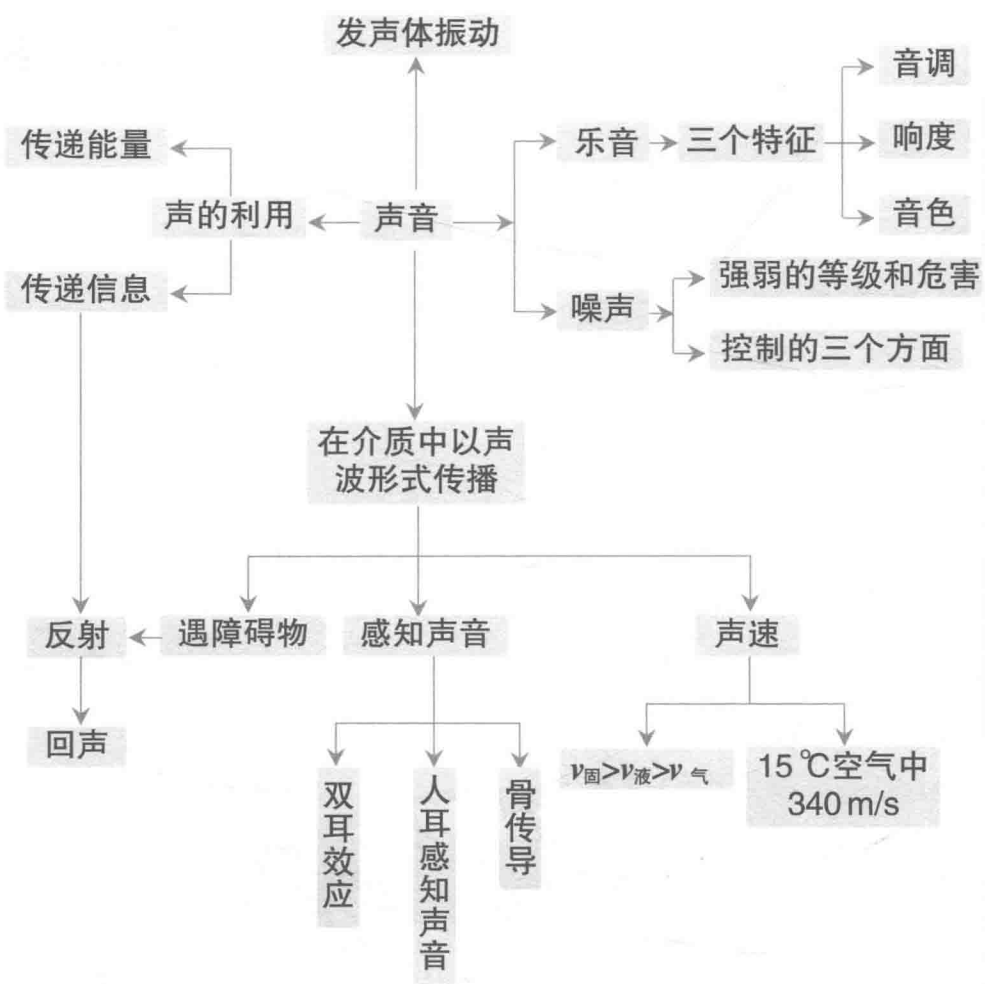 发声体振动
音调
传递能量
乐音
三个特征
响度
声的利用
声音
音色
传递信息
噪声
强弱的等级和危害
控制的三个方面
在介质中以声
波形式传播
反射
遇障碍物
感知声音
声速
回声
双耳效应
人耳感知声音
骨传导
v固>v液>v气
15 ℃空气中
340 m/s